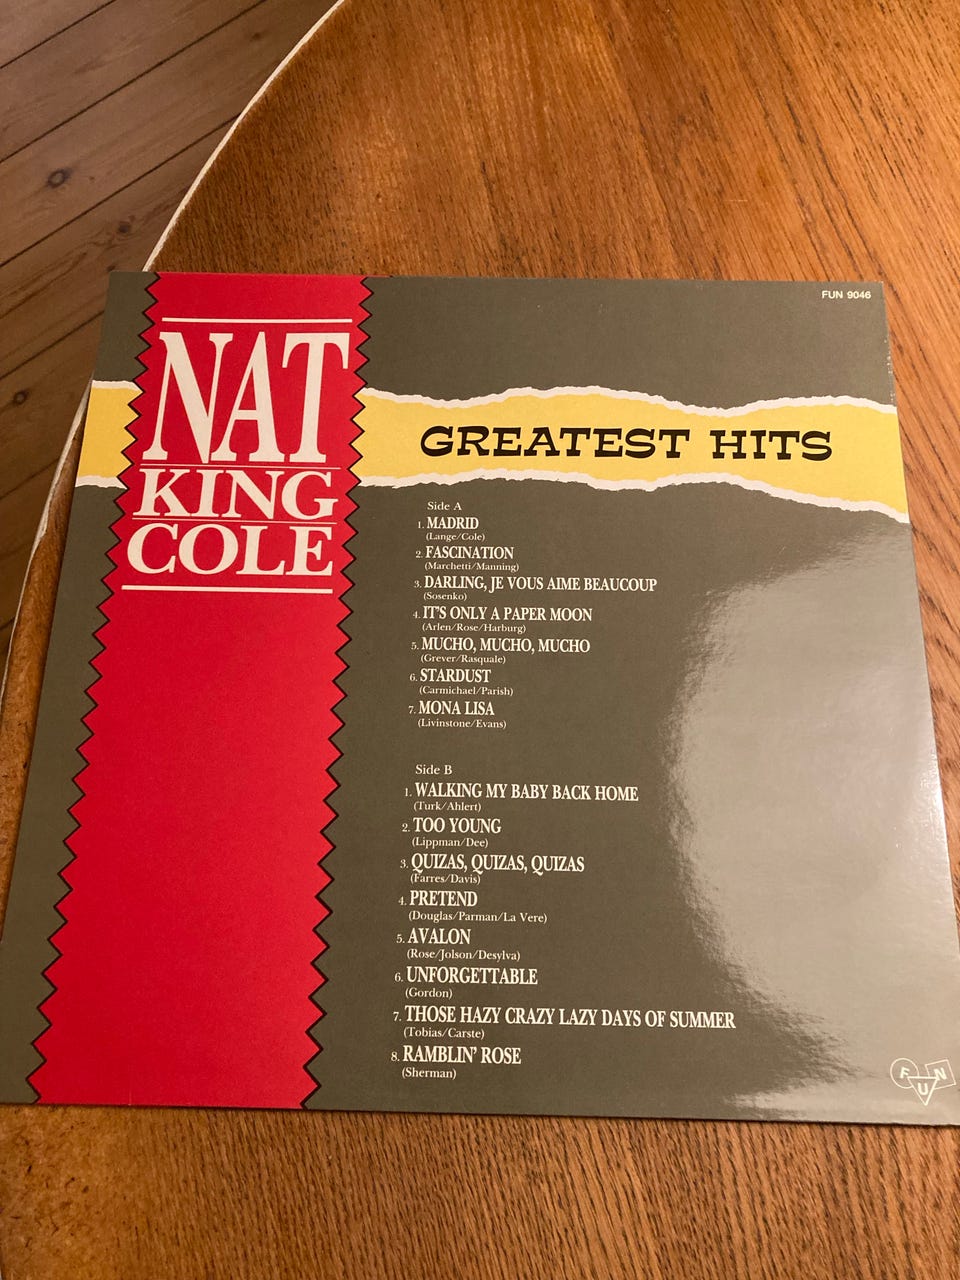 FUN 9046
NAT
KING
COLE
GREATEST HITS
Side A
1. MADRID
(Lange/Cole)
2. FASCINATION
(Marchetti/Manning)
3. DARLING, JE VOUS AIME BEAUCOUP
(Sosenko)
4. IT'S ONLY A PAPER MOON
(Arlen/Rose/Harburg)
5. MUCHO, MUCHO, MUCHO
(Grever/Rasquale)
6. STARDUST
(Carmichael/Parish)
7. MONA LISA
(Livinstone/Evans)
Side B
1. WALKING MY BABY BACK HOME
(Turk/Ahlert)
2. TOO YOUNG
(Lippman/Dee)
3. QUIZAS, QUIZAS, QUIZAS
(Farres/Davis)
4. PRETEND
(Douglas/Parman/La Vere)
5. AVALON
(Rose/Jolson/Desylva)
6. UNFORGETTABLE
(Gordon)
7. THOSE HAZY CRAZY LAZY DAYS OF SUMMER
(Tobias/Carste)
8. RAMBLIN' ROSE
(Sherman)
FUN